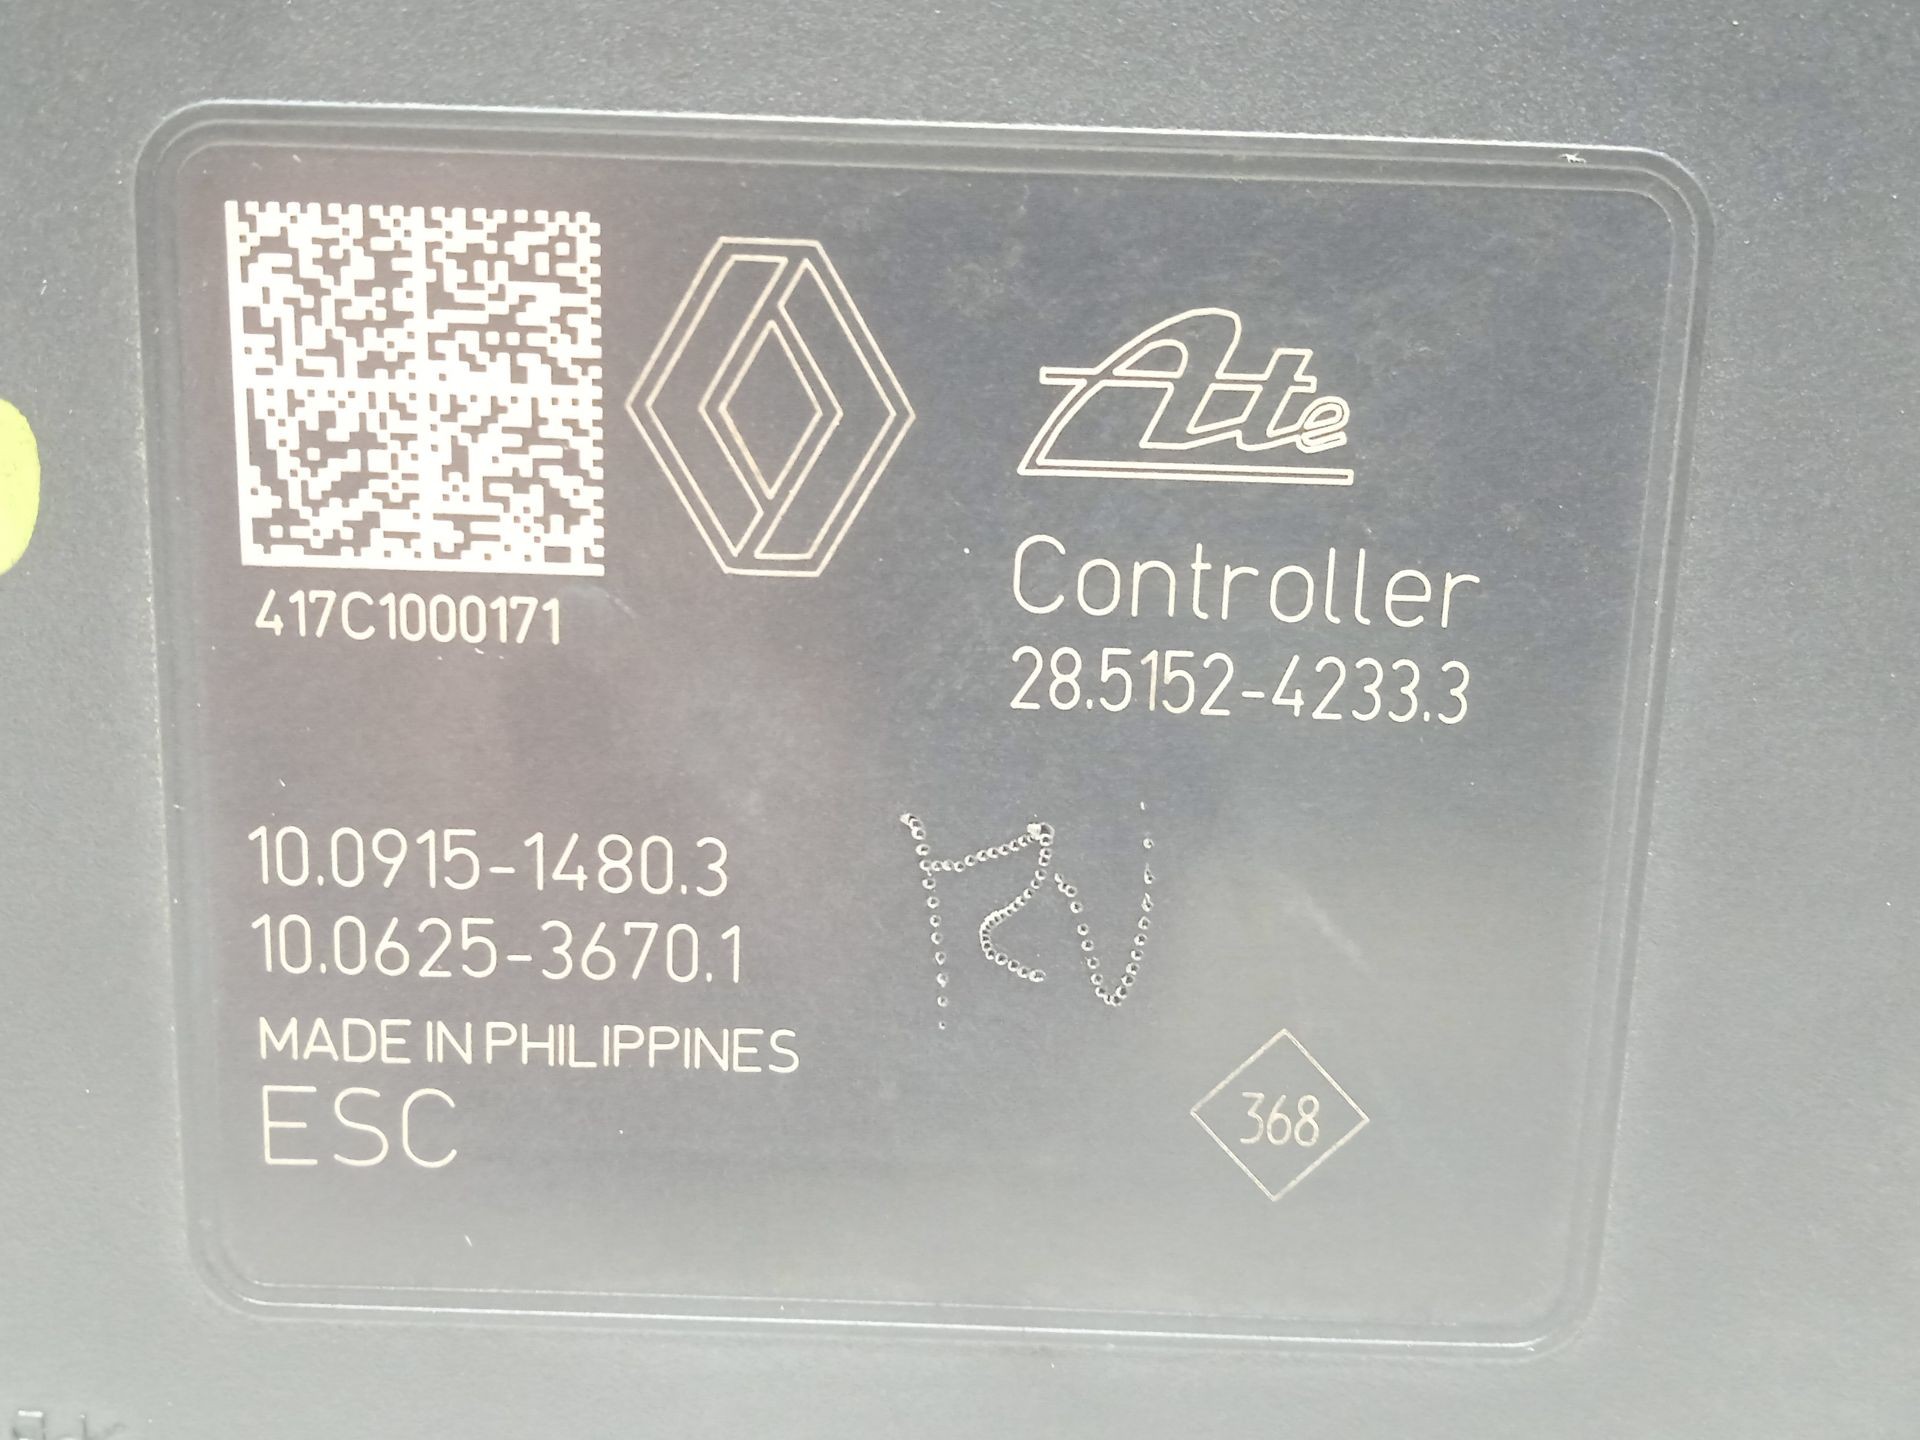 417C1000171
Ate
Controller
28.5152-4233.3
10.0915-1480.3
10.0625-3670.1
MADE IN PHILIPPINES
ESC
368